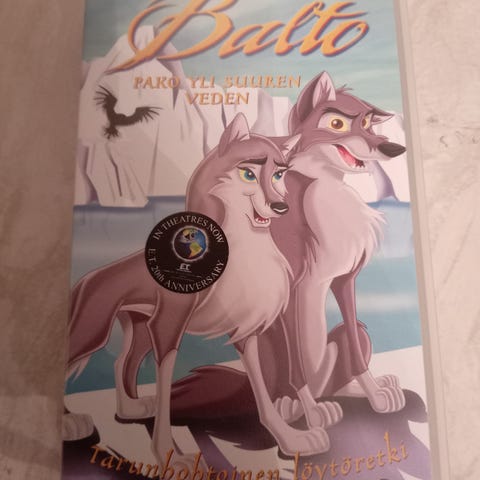 Balto
PAKO YLI SUUREN
VEDEN
IN THEATRES NOW
E.T.
E.T. 20th ANNIVERSARY
Tarunhohtoinen löytöretki